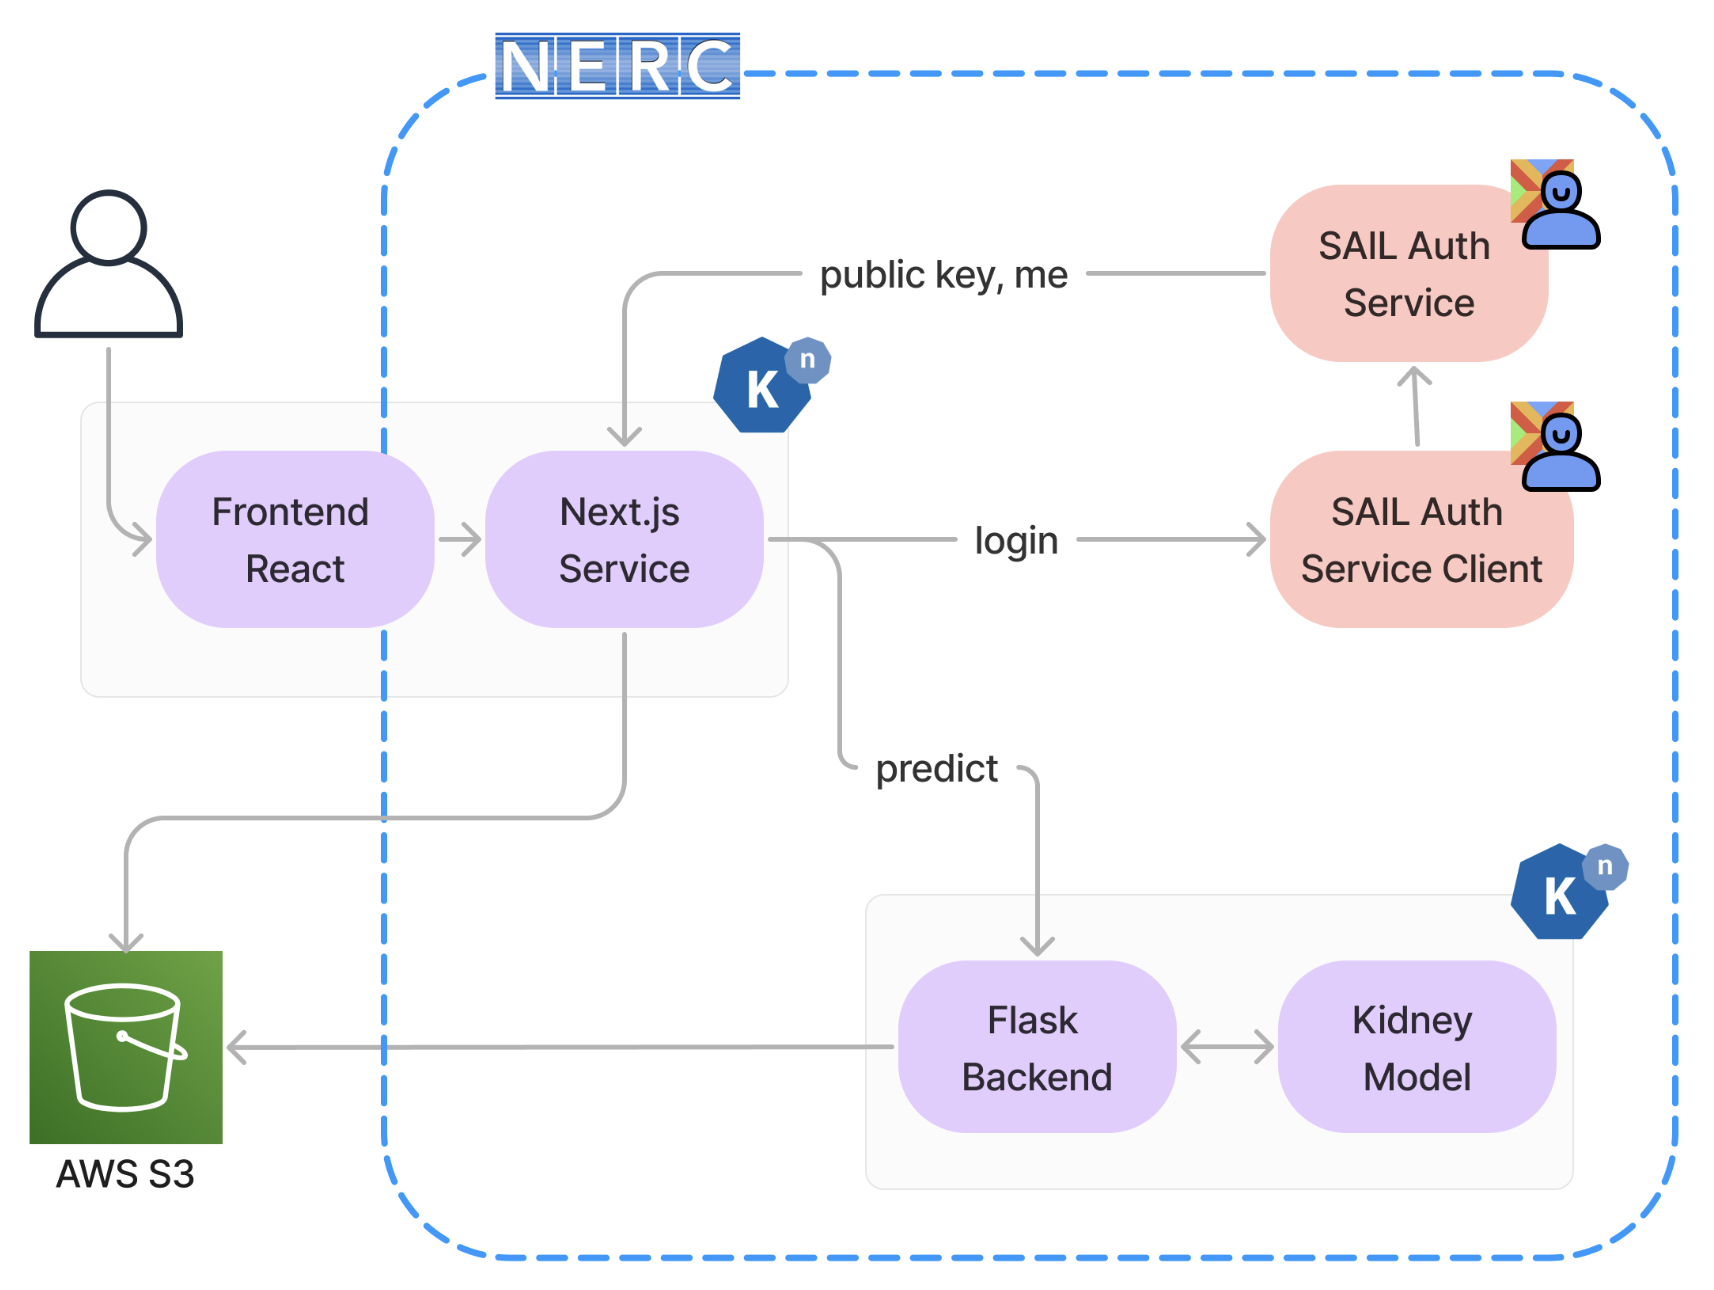 NERC
SAIL Auth
Service
public key, me
K
n
Frontend
React
Next.js
Service
login
SAIL Auth
Service Client
predict
K
n
Flask
Backend
Kidney
Model
AWS S3